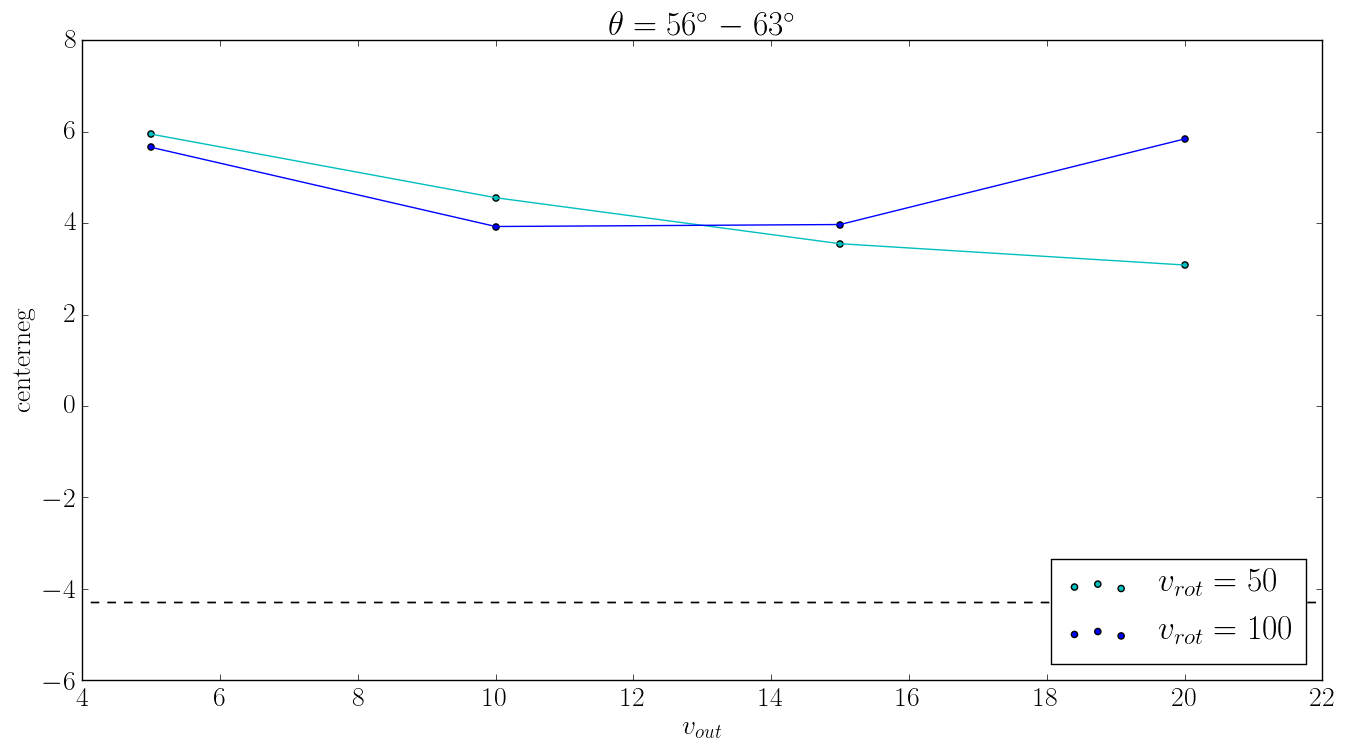 θ = 56° − 63°
8
6
4
2
0
−2
−4
−6
centerneg
4 6 8 10 12 14 16 18 20 22
v_out
v_rot = 50
v_rot = 100